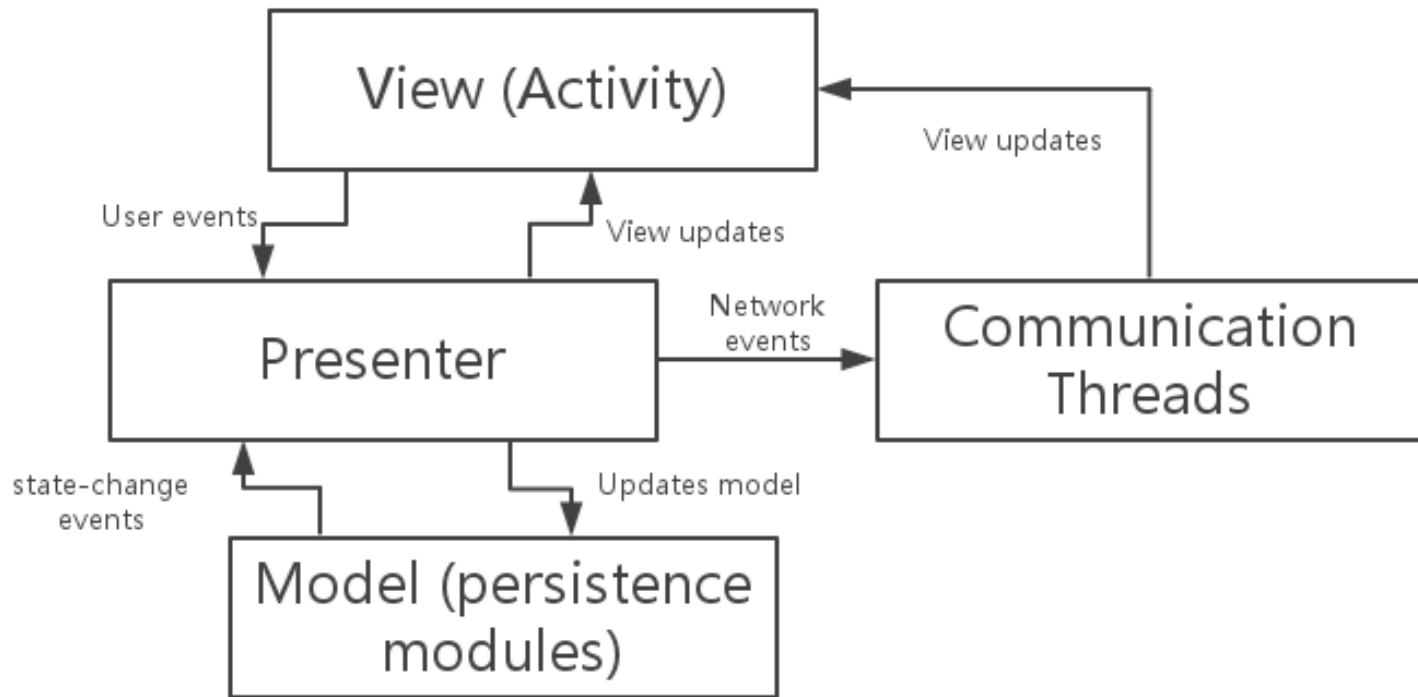 View (Activity)
View updates
User events
View updates
Presenter
Network
events
Communication
Threads
state-change
events
Updates model
Model (persistence
modules)